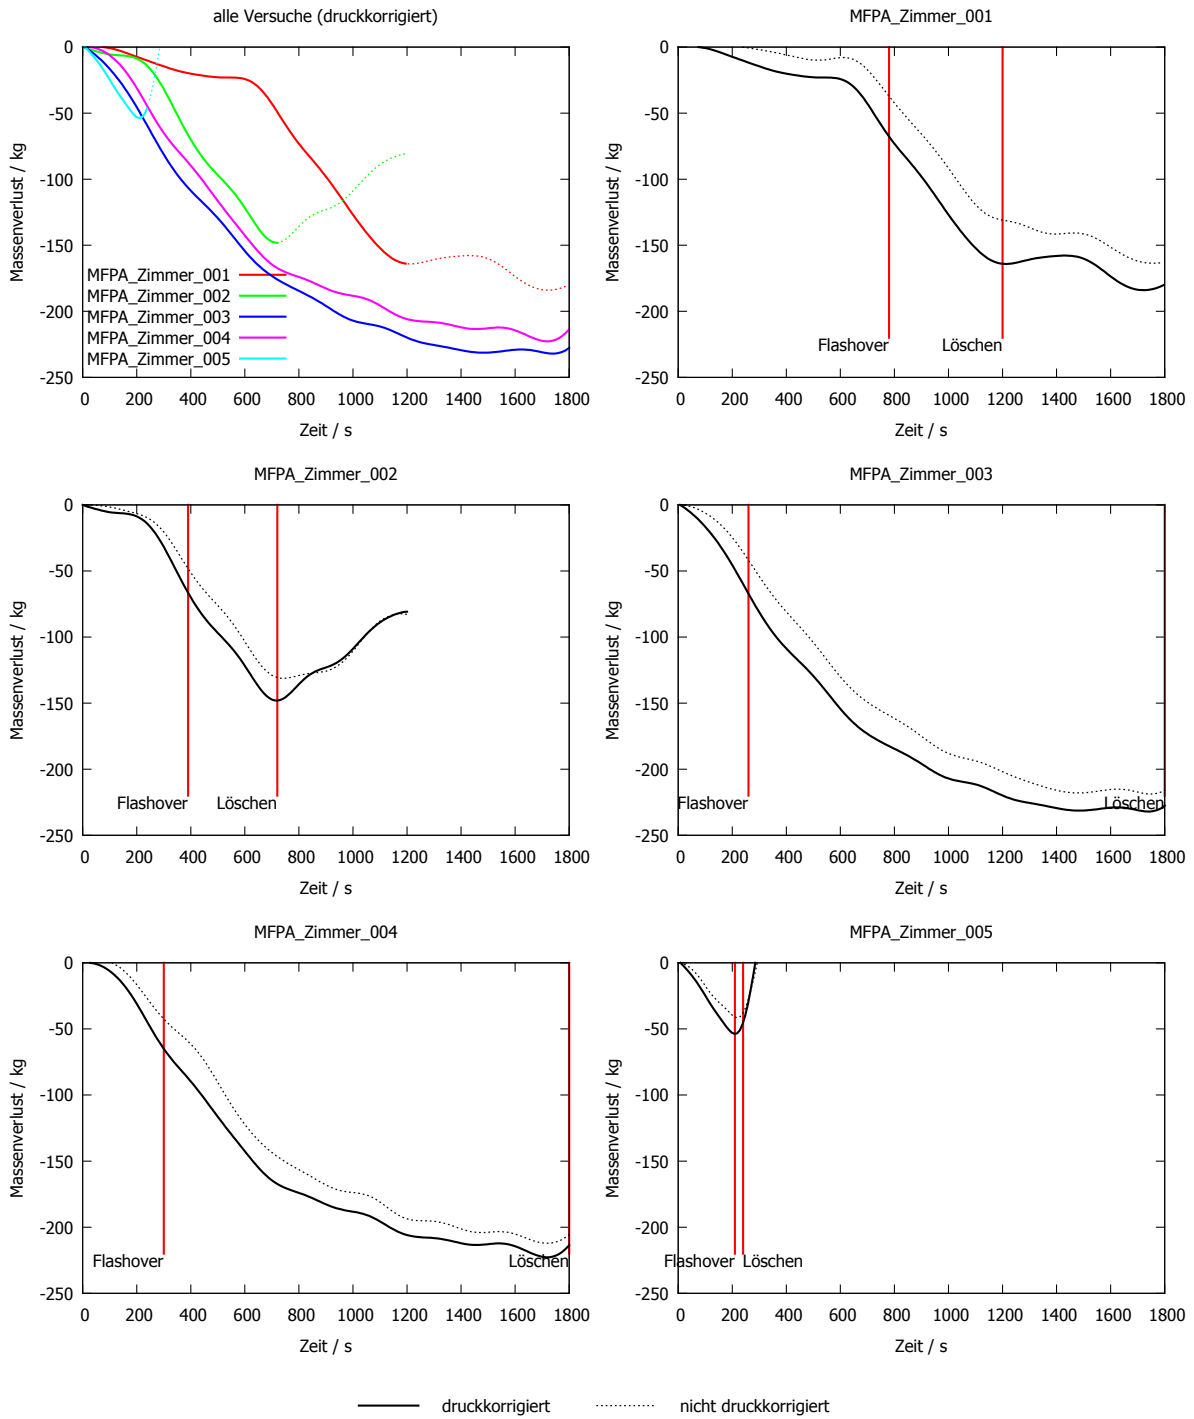 alle Versuche (druckkorrigiert)
Massenverlust / kg
0
-50
-100
-150
-200
-250
MFPA_Zimmer_001
MFPA_Zimmer_002
MFPA_Zimmer_003
MFPA_Zimmer_004
MFPA_Zimmer_005
0 200 400 600 800 1000 1200 1400 1600 1800
Zeit / s
MFPA_Zimmer_001
Massenverlust / kg
0
-50
-100
-150
-200
-250
Flashover Löschen
0 200 400 600 800 1000 1200 1400 1600 1800
Zeit / s
MFPA_Zimmer_002
Massenverlust / kg
0
-50
-100
-150
-200
-250
Flashover Löschen
0 200 400 600 800 1000 1200 1400 1600 1800
Zeit / s
MFPA_Zimmer_003
Massenverlust / kg
0
-50
-100
-150
-200
-250
Flashover Löschen
0 200 400 600 800 1000 1200 1400 1600 1800
Zeit / s
MFPA_Zimmer_004
Massenverlust / kg
0
-50
-100
-150
-200
-250
Flashover Löschen
0 200 400 600 800 1000 1200 1400 1600 1800
Zeit / s
MFPA_Zimmer_005
Massenverlust / kg
0
-50
-100
-150
-200
-250
Flashover Löschen
0 200 400 600 800 1000 1200 1400 1600 1800
Zeit / s
druckkorrigiert nicht druckkorrigiert